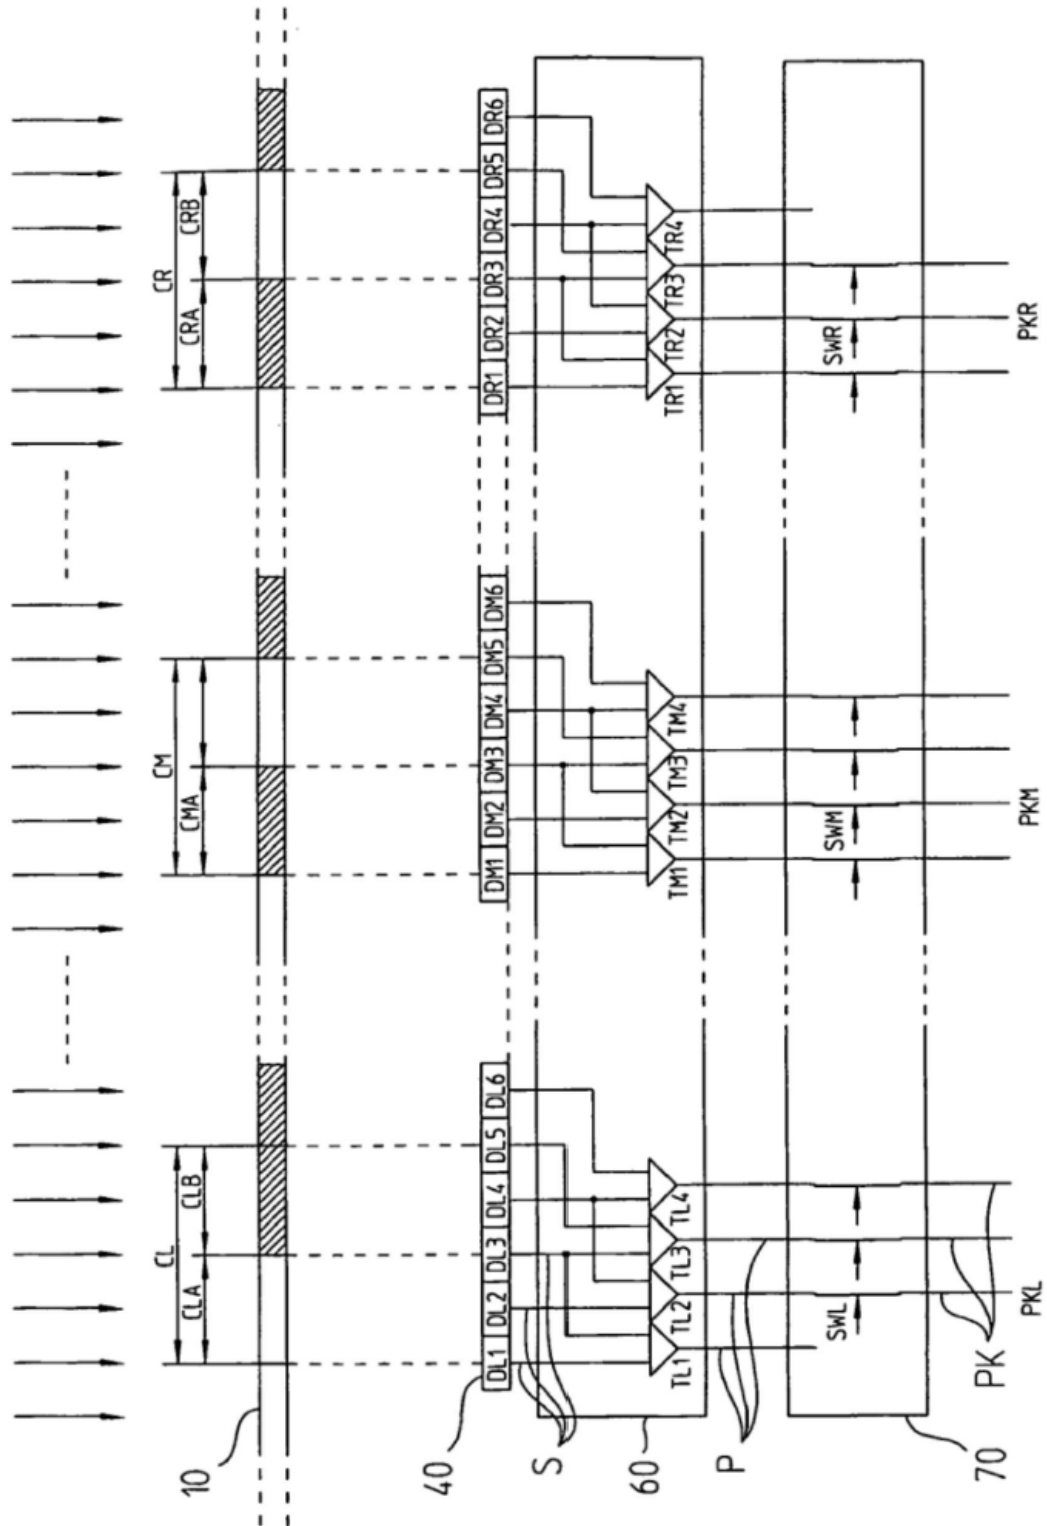 10
CL
CLA
CLB
CM
CMA
CR
CRA
CRB
40
DL1 DL2 DL3 DL4 DL5 DL6
DM1 DM2 DM3 DM4 DM5 DM6
DR1 DR2 DR3 DR4 DR5 DR6
S
60
TL1 TL2 TL3 TL4
TM1 TM2 TM3 TM4
TR1 TR2 TR3 TR4
P
SWL
SWM
SWR
70
PK
PKL
PKM
PKR